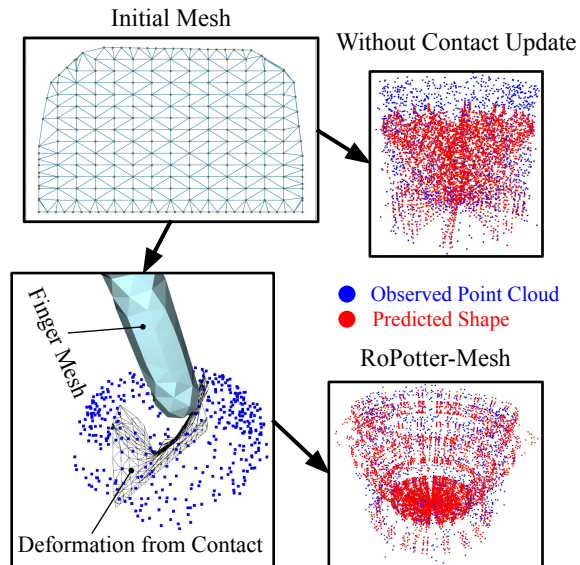 Initial Mesh
Without Contact Update
Observed Point Cloud
Predicted Shape
Finger Mesh
RoPotter-Mesh
Deformation from Contact